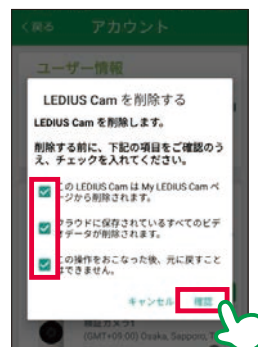 く戻る アカウント
ユーザー情報
LEDIUS Cam を削除する
LEDIUS Cam を削除します。
削除する前に、下記の項目をご確認のう
え、チェックを入れてください。
この LEDIUS Cam は My LEDIUS Cam ペ
ージから削除されます。
クラウドに保存されているすべてのビデ
オデータが削除されます。
この操作をおこなった後、元に戻すこと
はできません。
キャンセル 確認
検証カメラ1
(GMT+09:00) Osaka, Sapporo, T